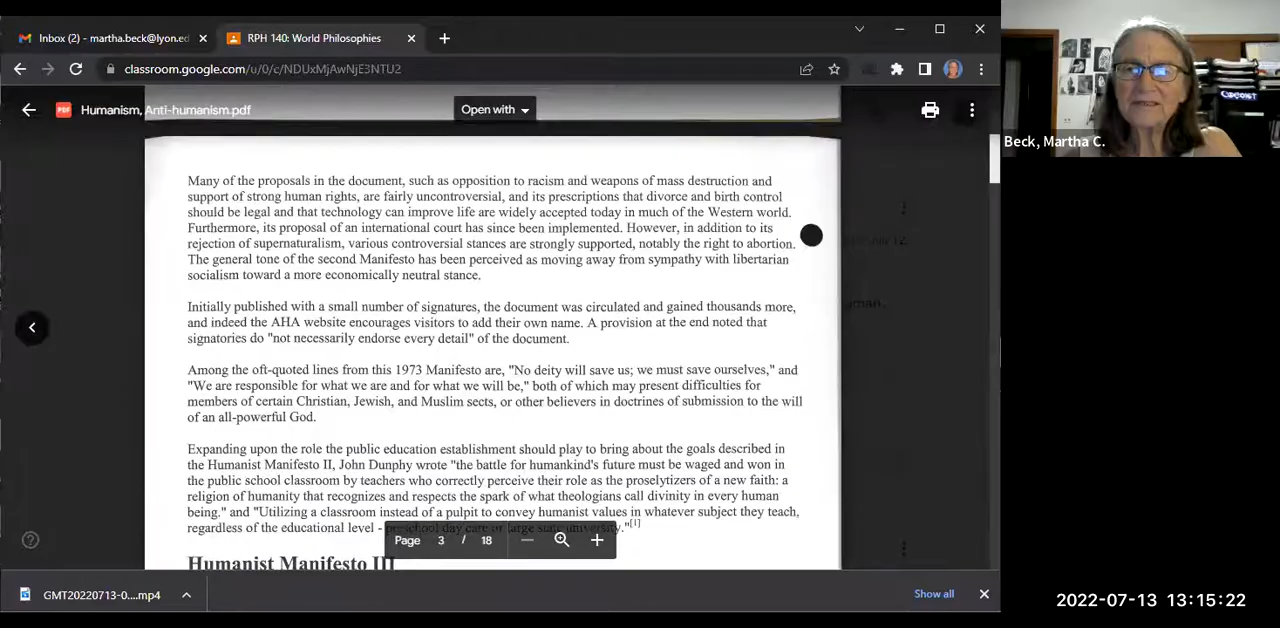 Inbox (2) - martha.beck@lyon.ed
RPH 140: World Philosophies
classroom.google.com/u/0/c/NDUxMjAwNjE3NTU2
Humanism, Anti-humanism.pdf
Open with
Beck, Martha C.
Many of the proposals in the document, such as opposition to racism and weapons of mass destruction and
support of strong human rights, are fairly uncontroversial, and its prescriptions that divorce and birth control
should be legal and that technology can improve life are widely accepted today in much of the Western world.
Furthermore, its proposal of an international court has since been implemented. However, in addition to its
rejection of supernaturalism, various controversial stances are strongly supported, notably the right to abortion.
The general tone of the second Manifesto has been perceived as moving away from sympathy with libertarian
socialism toward a more economically neutral stance.
Initially published with a small number of signatures, the document was circulated and gained thousands more,
and indeed the AHA website encourages visitors to add their own name. A provision at the end noted that
signatories do "not necessarily endorse every detail" of the document.
Among the oft-quoted lines from this 1973 Manifesto are, "No deity will save us; we must save ourselves," and
"We are responsible for what we are and for what we will be," both of which may present difficulties for
members of certain Christian, Jewish, and Muslim sects, or other believers in doctrines of submission to the will
of an all-powerful God.
Expanding upon the role the public education establishment should play to bring about the goals described in
the Humanist Manifesto II, John Dunphy wrote "the battle for humankind's future must be waged and won in
the public school classroom by teachers who correctly perceive their role as the proselytizers of a new faith: a
religion of humanity that recognizes and respects the spark of what theologians call divinity in every human
being." and "Utilizing a classroom instead of a pulpit to convey humanist values in whatever subject they teach,
regardless of the educational level - preschool day care or large state university."[1]
Page 3 / 18
Humanist Manifesto III
GMT20220713-0....mp4
Show all
2022-07-13 13:15:22